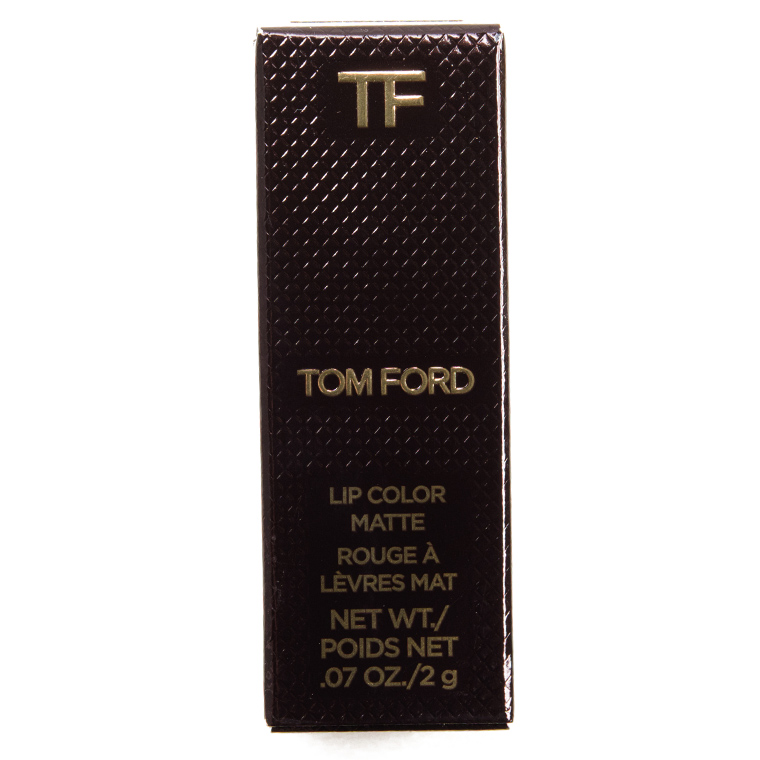 TF
TOM FORD
LIP COLOR
MATTE
ROUGE À
LÈVRES MAT
NET WT./
POIDS NET
.07 OZ./2 g